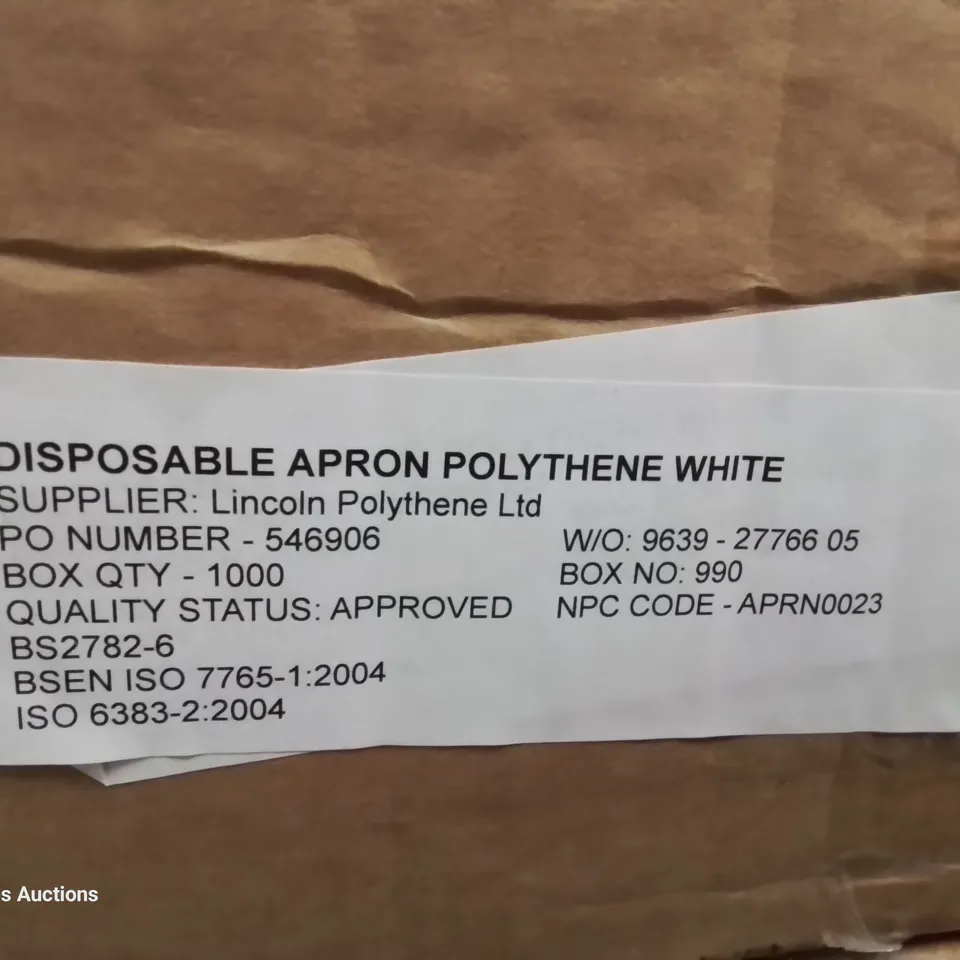 DISPOSABLE APRON POLYTHENE WHITE
SUPPLIER: Lincoln Polythene Ltd
PO NUMBER - 546906 W/O: 9639 - 27766 05
BOX QTY - 1000 BOX NO: 990
QUALITY STATUS: APPROVED NPC CODE - APRN0023
BS2782-6
BSEN ISO 7765-1:2004
ISO 6383-2:2004
s Auctions